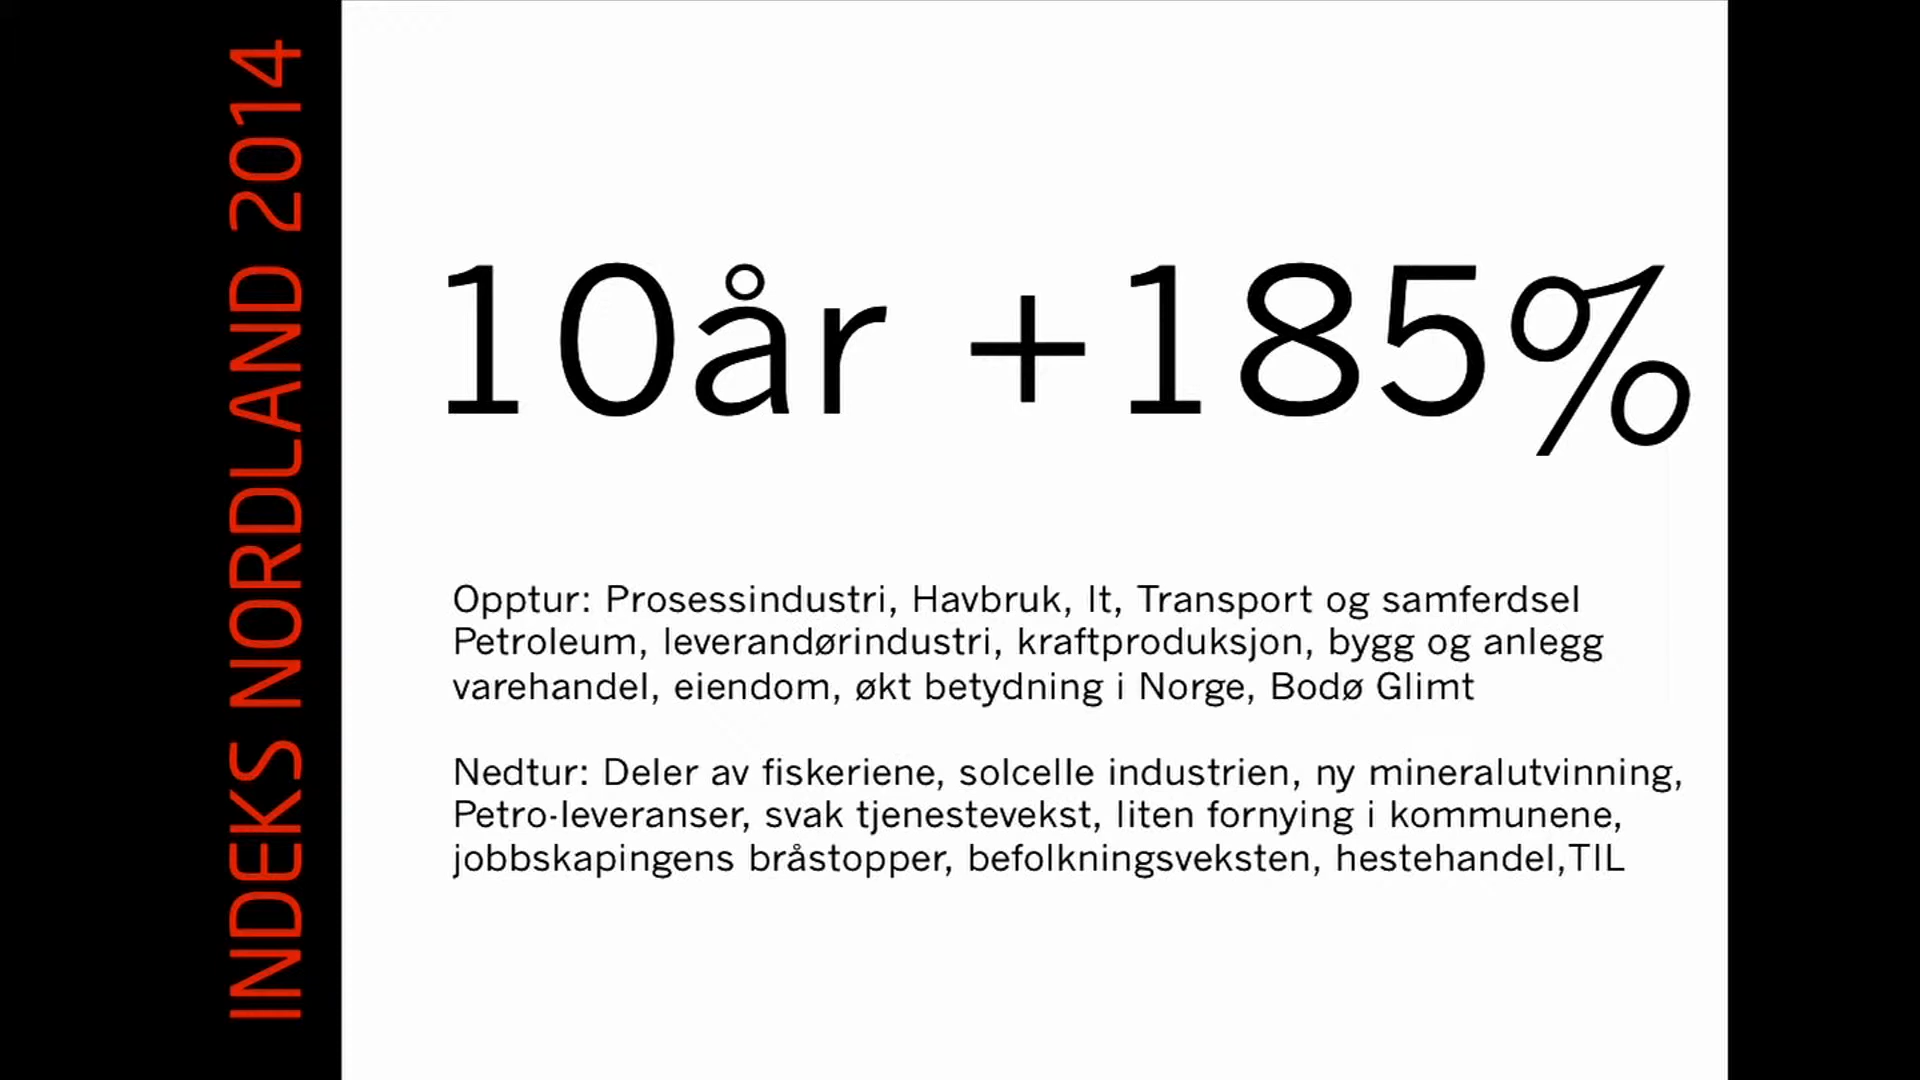 INDEKS NORDLAND 2014
10år +185%
Opptur: Prosessindustri, Havbruk, It, Transport og samferdsel
Petroleum, leverandørindustri, kraftproduksjon, bygg og anlegg
varehandel, eiendom, økt betydning i Norge, Bodø Glimt
Nedtur: Deler av fiskeriene, solcelle industrien, ny mineralutvinning,
Petro-leveranser, svak tjenestevekst, liten fornying i kommunene,
jobbskapingens bråstopper, befolkningsveksten, hestehandel,TIL